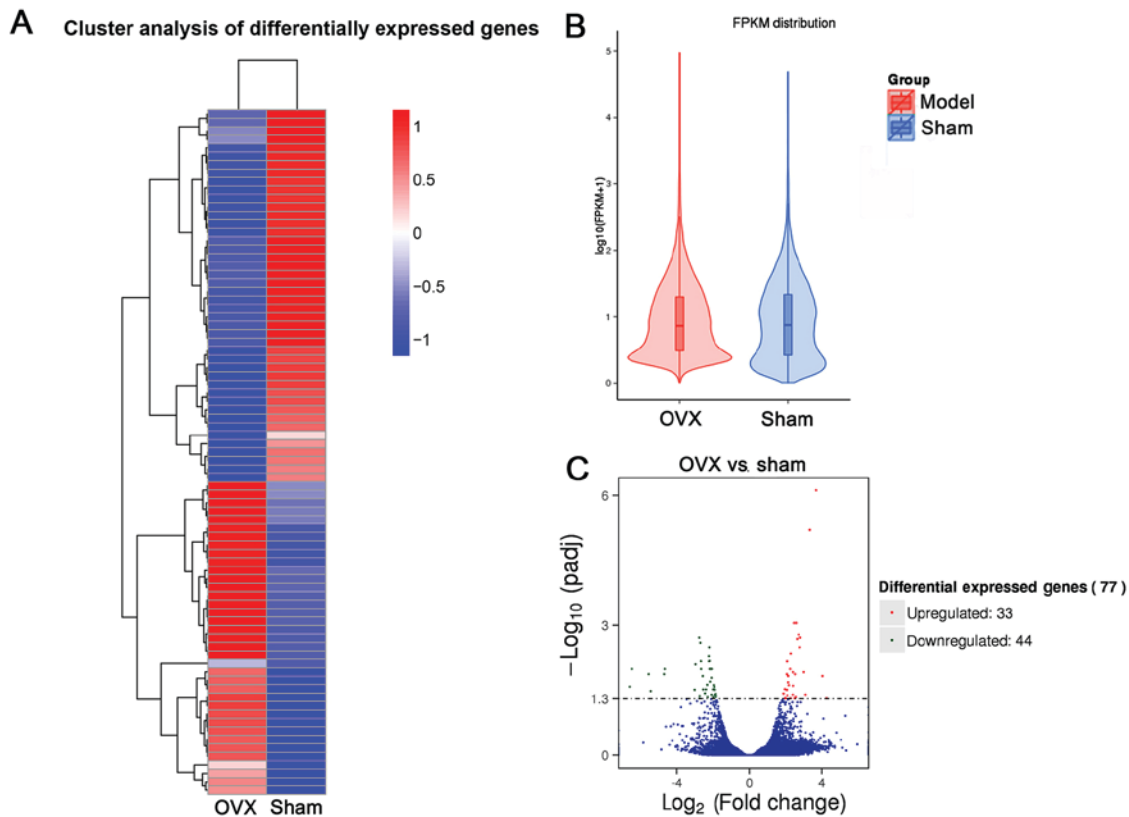 A
Cluster analysis of differentially expressed genes
1
0.5
0
−0.5
−1
OVX Sham
B
FPKM distribution
log10(FPKM+1)
5
4
3
2
1
0
OVX Sham
Group
Model
Sham
C
OVX vs. sham
−Log10 (padj)
6
3
1.3
0
-4 0 4
Log2 (Fold change)
Differential expressed genes ( 77 )
Upregulated: 33
Downregulated: 44